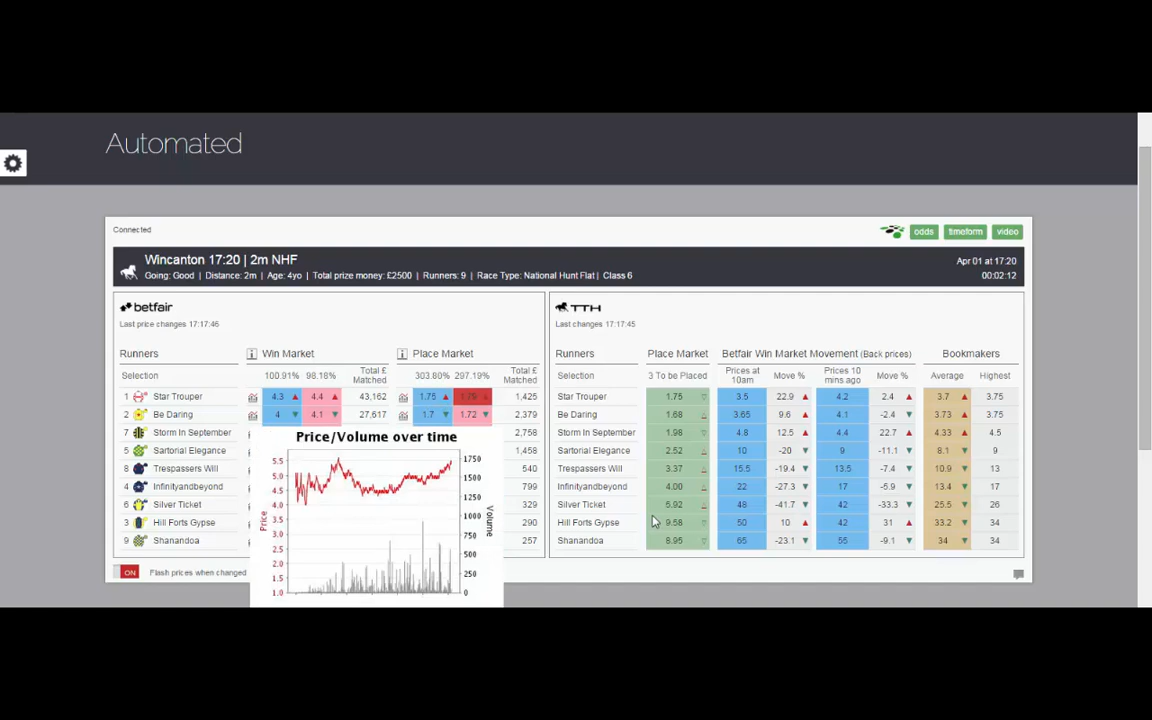 Automated
Connected
odds timeform video
Wincanton 17:20 | 2m NHF
Going: Good | Distance: 2m | Age: 4yo | Total prize money: £2500 | Runners: 9 | Race Type: National Hunt Flat | Class 6
Apr 01 at 17:20
00:02:12
betfair
Last price changes 17:17:46
Runners Win Market Place Market
Selection 100.91% 98.18% Total £ Matched 303.80% 297.19% Total £ Matched
1 Star Trouper 4.3 4.4 43,162 1.75 1.79 1,425
2 Be Daring 4 4.1 27,617 1.7 1.72 2,379
7 Storm In September 2,758
5 Sartorial Elegance 1,458
8 Trespassers Will 540
4 Infinityandbeyond 799
6 Silver Ticket 329
3 Hill Forts Gypse 290
9 Shanandoa 257
ON Flash prices when changed
Price/Volume over time
5.5
5.0
4.5
4.0
3.5
3.0
2.5
2.0
1.5
1.0
Price
1750
1500
1250
1000
750
500
250
0
Volume
TTH
Last changes 17:17:45
Runners Place Market Betfair Win Market Movement (Back prices) Bookmakers
Selection 3 To be Placed Prices at 10am Move % Prices 10 mins ago Move % Average Highest
Star Trouper 1.75 3.5 22.9 4.2 2.4 3.7 3.75
Be Daring 1.68 3.65 9.6 4.1 -2.4 3.73 3.75
Storm In September 1.98 4.8 12.5 4.4 22.7 4.33 4.5
Sartorial Elegance 2.52 10 -20 9 -11.1 8.1 9
Trespassers Will 3.37 15.5 -19.4 13.5 -7.4 10.9 13
Infinityandbeyond 4.00 22 -27.3 17 -5.9 13.4 17
Silver Ticket 5.92 48 -41.7 42 -33.3 25.5 26
Hill Forts Gypse 9.58 50 10 42 31 33.2 34
Shanandoa 8.95 65 -23.1 55 -9.1 34 34